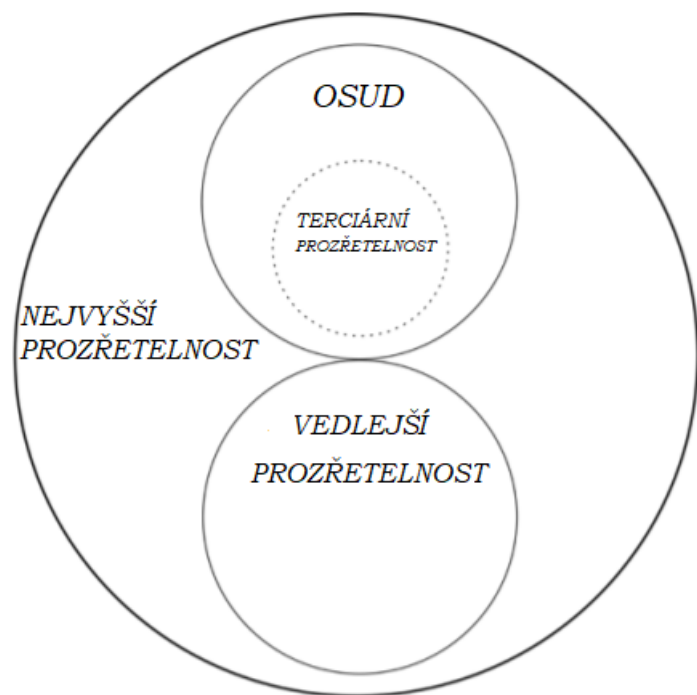 OSUD
TERCIÁRNÍ
PROZŘETELNOST
NEJVYŠŠÍ
PROZŘETELNOST
VEDLEJŠÍ
PROZŘETELNOST